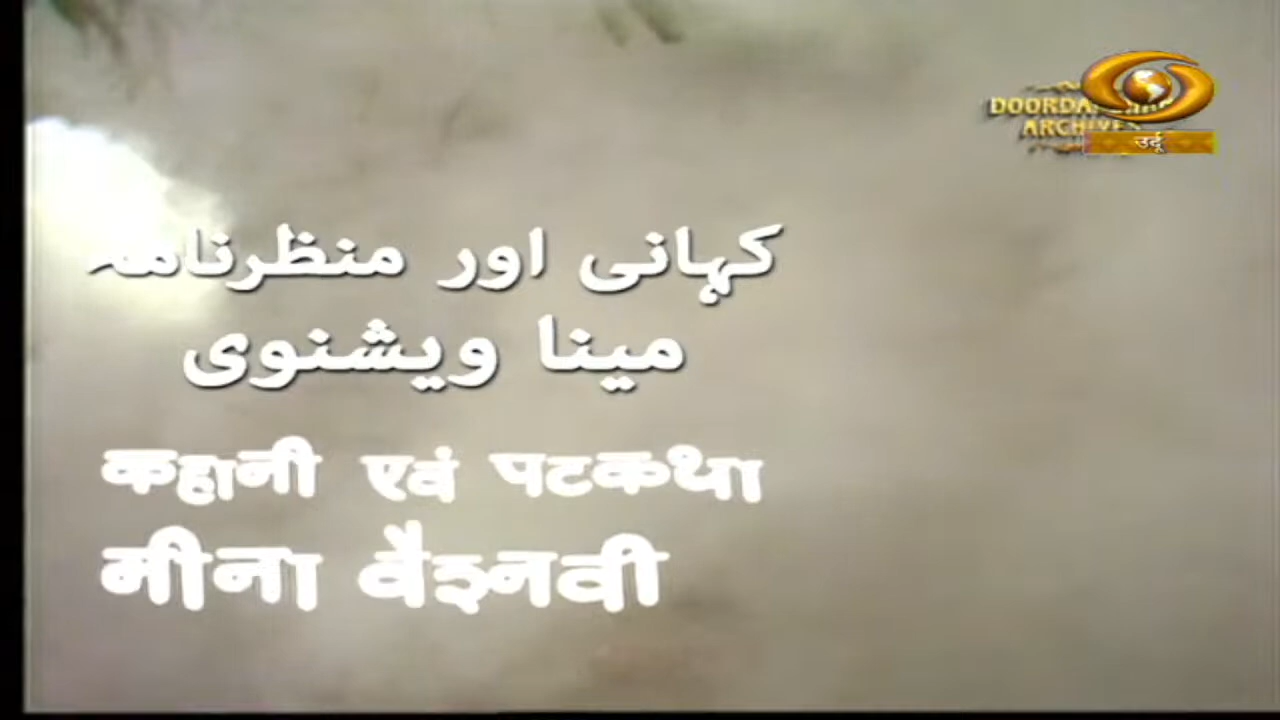 DOORDARSHAN
ARCHIVES
उर्दू
کہانی اور منظرنامہ
مینا ویشنوی
कहानी एवं पटकथा
मीना वैश्नवी